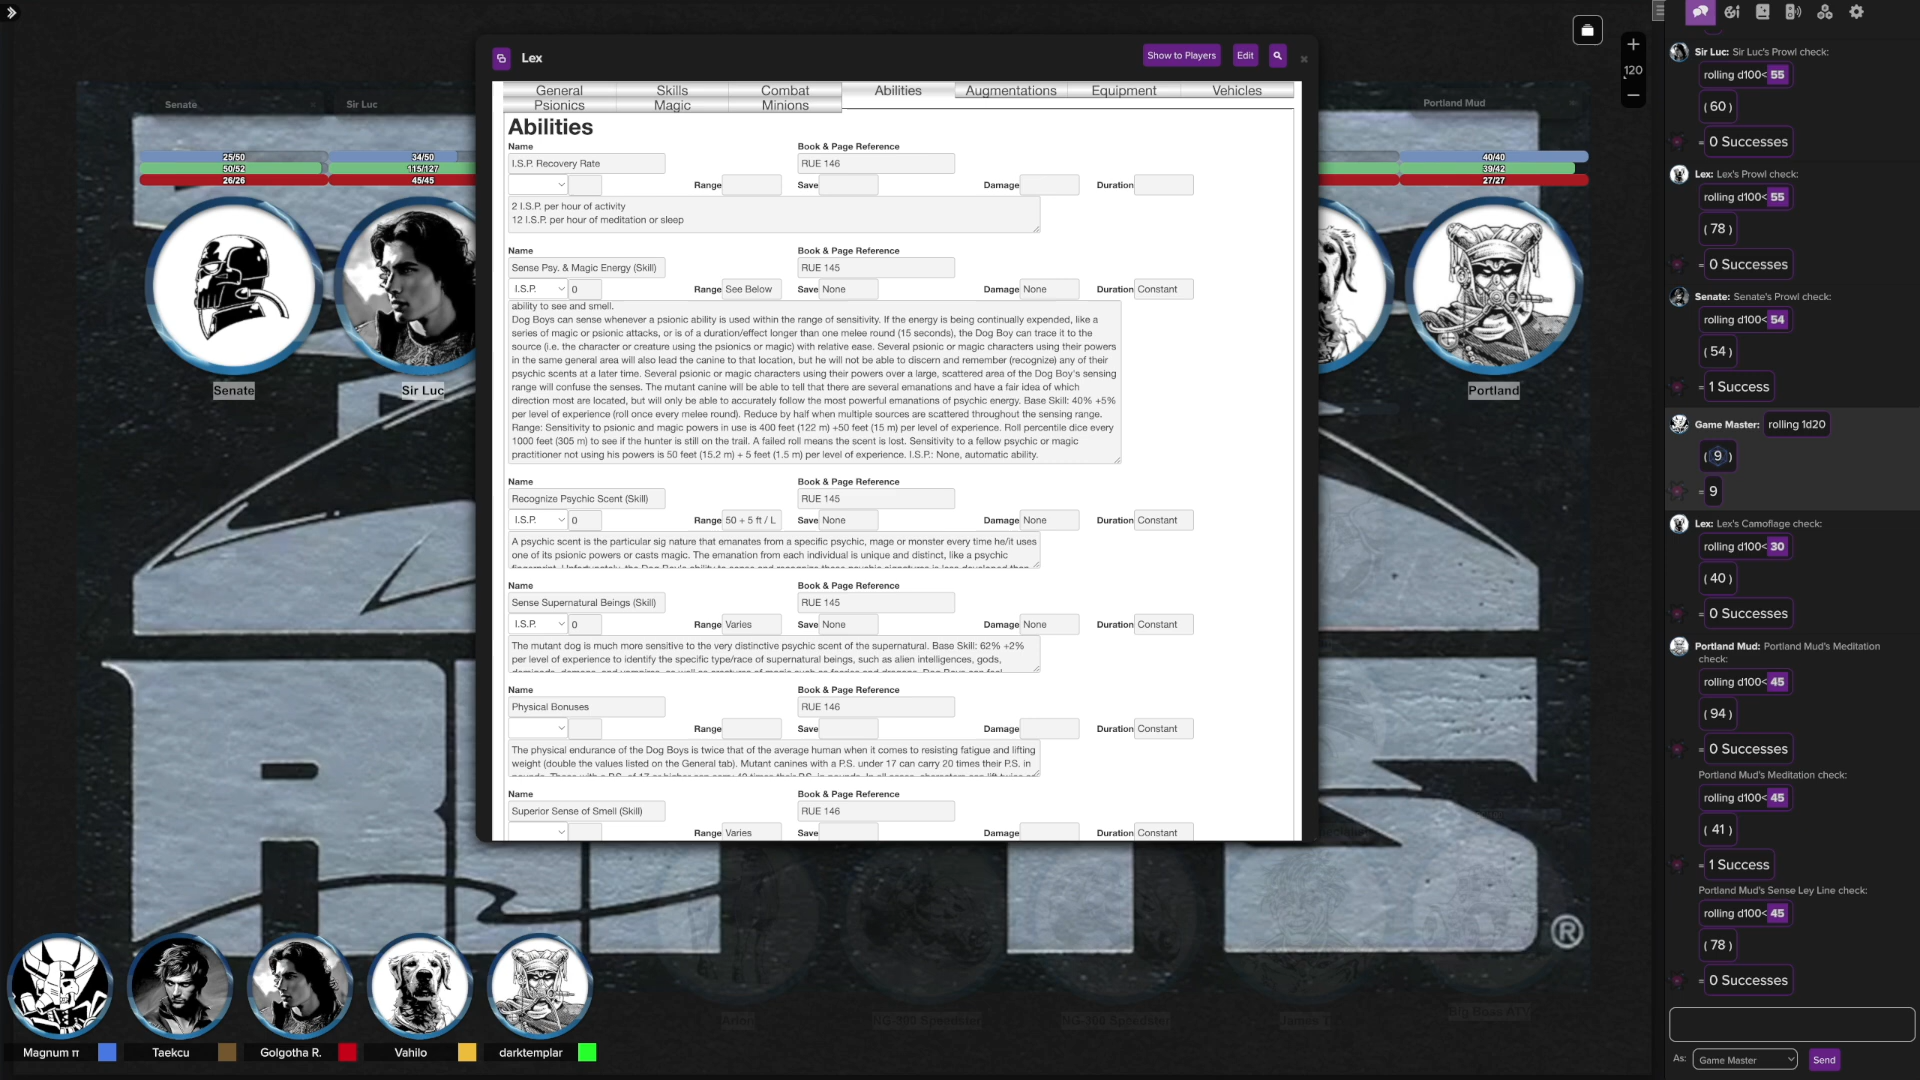 Lex
Show to Players
Edit
120
General
Skills
Combat
Abilities
Augmentations
Equipment
Vehicles
Psionics
Magic
Minions
Abilities
Name
Book & Page Reference
I.S.P. Recovery Rate
RUE 146
Range
Save
Damage
Duration
2 I.S.P. per hour of activity
12 I.S.P. per hour of meditation or sleep
Name
Book & Page Reference
Sense Psy. & Magic Energy (Skill)
RUE 145
I.S.P.
0
Range See Below
Save None
Damage None
Duration Constant
ability to see and smell.
Dog Boys can sense whenever a psionic ability is used within the range of sensitivity. If the energy is being continually expended, like a
series of magic or psionic attacks, or is of a duration/effect longer than one melee round (15 seconds), the Dog Boy can trace it to the
source (i.e. the character or creature using the psionics or magic) with relative ease. Several psionic or magic characters using their powers
in the same general area will also lead the canine to that location, but he will not be able to discern and remember (recognize) any of their
psychic scents at a later time. Several psionic or magic characters using their powers over a large, scattered area of the Dog Boy's sensing
range will confuse the senses. The mutant canine will be able to tell that there are several emanations and have a fair idea of which
direction most are located, but will only be able to accurately follow the most powerful emanations of psychic energy. Base Skill: 40% +5%
per level of experience (roll once every melee round). Reduce by half when multiple sources are scattered throughout the sensing range.
Range: Sensitivity to psionic and magic powers in use is 400 feet (122 m) +50 feet (15 m) per level of experience. Roll percentile dice every
1000 feet (305 m) to see if the hunter is still on the trail. A failed roll means the scent is lost. Sensitivity to a fellow psychic or magic
practitioner not using his powers is 50 feet (15.2 m) + 5 feet (1.5 m) per level of experience. I.S.P.: None, automatic ability.
Name
Book & Page Reference
Recognize Psychic Scent (Skill)
RUE 145
I.S.P.
0
Range 50 + 5 ft / L
Save None
Damage None
Duration Constant
A psychic scent is the particular sig nature that emanates from a specific psychic, mage or monster every time he/it uses
one of its psionic powers or casts magic. The emanation from each individual is unique and distinct, like a psychic
fingerprint. Unfortunately, the Dog Boy's ability to sense and recognize these psychic signatures is less developed than
Name
Book & Page Reference
Sense Supernatural Beings (Skill)
RUE 145
I.S.P.
0
Range Varies
Save None
Damage None
Duration Constant
The mutant dog is much more sensitive to the very distinctive psychic scent of the supernatural. Base Skill: 62% +2%
per level of experience to identify the specific type/race of supernatural beings, such as alien intelligences, gods,
Name
Book & Page Reference
Physical Bonuses
RUE 146
Range
Save
Damage
Duration Constant
The physical endurance of the Dog Boys is twice that of the average human when it comes to resisting fatigue and lifting
weight (double the values listed on the General tab). Mutant canines with a P.S. under 17 can carry 20 times their P.S. in
Name
Book & Page Reference
Superior Sense of Smell (Skill)
RUE 146
Range Varies
Save
Damage
Duration Constant
Senate
Sir Luc
Portland Mud
25/50
50/52
26/26
34/50
115/127
45/45
40/40
39/42
27/27
Senate
Sir Luc
Portland
®
Arion
NG-300 Speedster
NG-300 Speedster
James T.
Big Boss ATV
Magnum π
Taekcu
Golgotha R.
Vahilo
darktemplar
Sir Luc: Sir Luc's Prowl check:
rolling d100<55
(60)
= 0 Successes
Lex: Lex's Prowl check:
rolling d100<55
(78)
= 0 Successes
Senate: Senate's Prowl check:
rolling d100<54
(54)
= 1 Success
Game Master: rolling 1d20
(9)
= 9
Lex: Lex's Camoflage check:
rolling d100<30
(40)
= 0 Successes
Portland Mud: Portland Mud's Meditation
check:
rolling d100<45
(94)
= 0 Successes
Portland Mud's Meditation check:
rolling d100<45
(41)
= 1 Success
Portland Mud's Sense Ley Line check:
rolling d100<45
(78)
= 0 Successes
As:
Game Master
Send